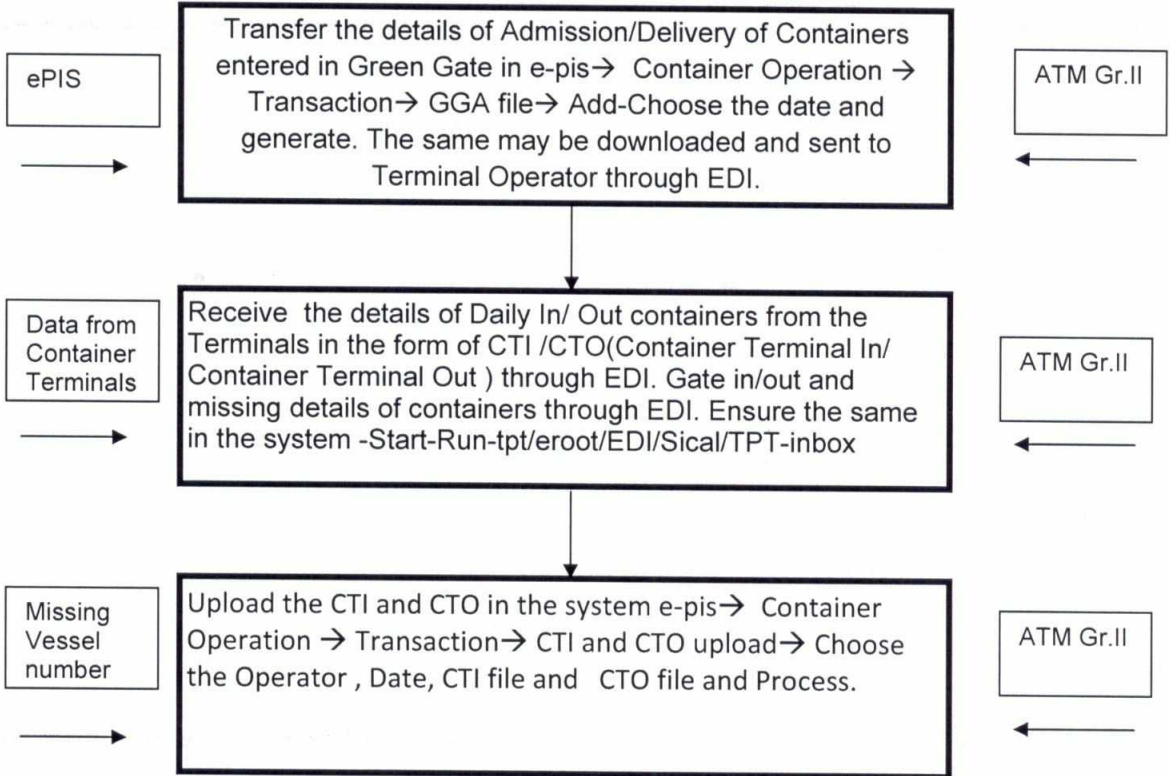 Transfer the details of Admission/Delivery of Containers
entered in Green Gate in e-pis→ Container Operation →
Transaction→ GGA file→ Add-Choose the date and
generate. The same may be downloaded and sent to
Terminal Operator through EDI.
ePIS
ATM Gr.II
Data from
Container
Terminals
Receive the details of Daily In/ Out containers from the
Terminals in the form of CTI /CTO(Container Terminal In/
Container Terminal Out ) through EDI. Gate in/out and
missing details of containers through EDI. Ensure the same
in the system -Start-Run-tpt/eroot/EDI/Sical/TPT-inbox
ATM Gr.II
Missing
Vessel
number
Upload the CTI and CTO in the system e-pis→ Container
Operation → Transaction→ CTI and CTO upload→ Choose
the Operator , Date, CTI file and CTO file and Process.
ATM Gr.II